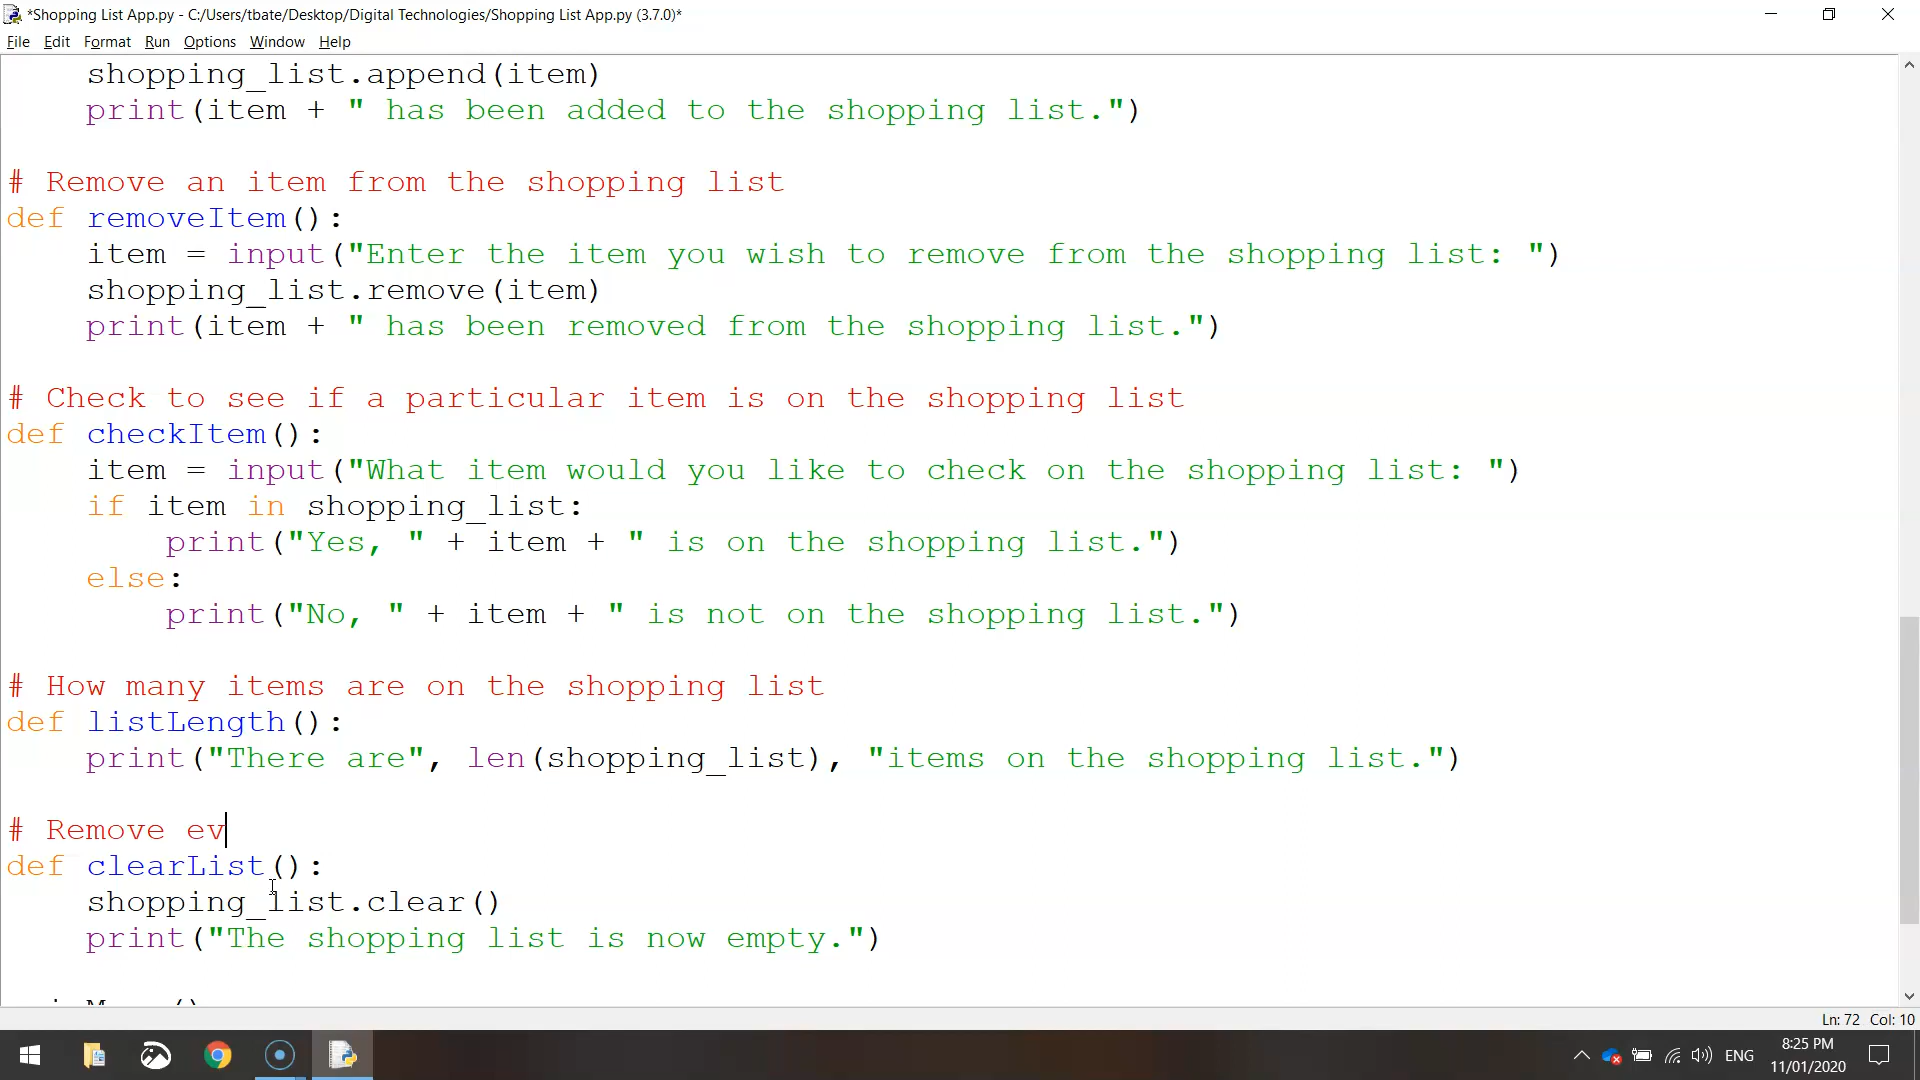 *Shopping List App.py - C:/Users/tbate/Desktop/Digital Technologies/Shopping List App.py (3.7.0)*
File Edit Format Run Options Window Help
    shopping_list.append(item)
    print(item + " has been added to the shopping list.")
# Remove an item from the shopping list
def removeItem():
    item = input("Enter the item you wish to remove from the shopping list: ")
    shopping_list.remove(item)
    print(item + " has been removed from the shopping list.")
# Check to see if a particular item is on the shopping list
def checkItem():
    item = input("What item would you like to check on the shopping list: ")
    if item in shopping_list:
        print("Yes, " + item + " is on the shopping list.")
    else:
        print("No, " + item + " is not on the shopping list.")
# How many items are on the shopping list
def listLength():
    print("There are", len(shopping_list), "items on the shopping list.")
# Remove ev
def clearList():
    shopping_list.clear()
    print("The shopping list is now empty.")
Ln: 72 Col: 10
ENG
8:25 PM
11/01/2020